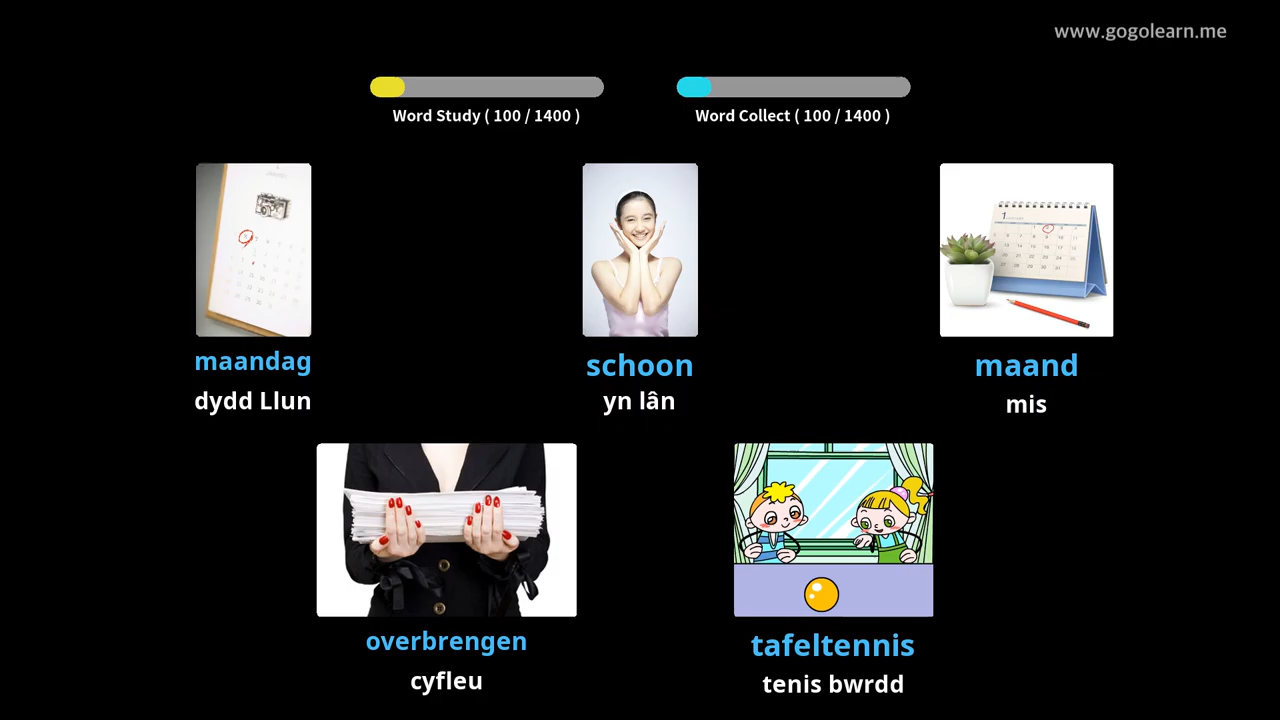 www.gogolearn.me
Word Study ( 100 / 1400 )
Word Collect ( 100 / 1400 )
maandag
dydd Llun
schoon
yn lân
maand
mis
overbrengen
cyfleu
tafeltennis
tenis bwrdd